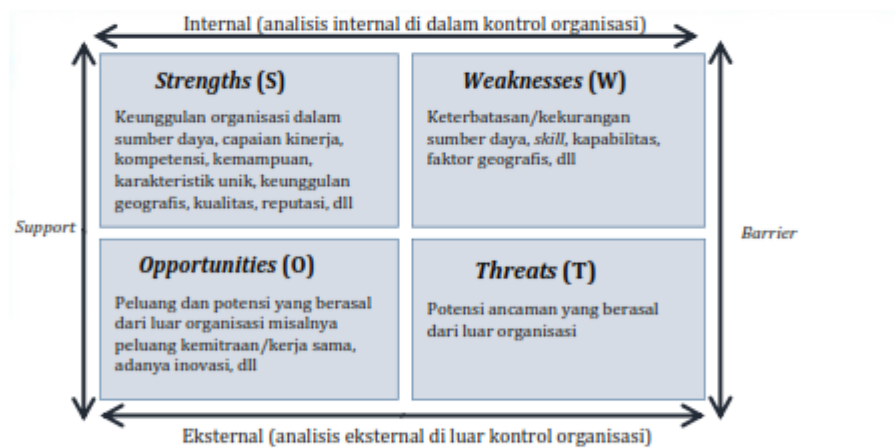 Internal (analisis internal di dalam kontrol organisasi)
Strengths (S)
Keunggulan organisasi dalam
sumber daya, capaian kinerja,
kompetensi, kemampuan,
karakteristik unik, keunggulan
geografis, kualitas, reputasi, dll
Weaknesses (W)
Keterbatasan/kekurangan
sumber daya, skill, kapabilitas,
faktor geografis, dll
Support
Barrier
Opportunities (O)
Peluang dan potensi yang berasal
dari luar organisasi misalnya
peluang kemitraan/kerja sama,
adanya inovasi, dll
Threats (T)
Potensi ancaman yang berasal
dari luar organisasi
Eksternal (analisis eksternal di luar kontrol organisasi)